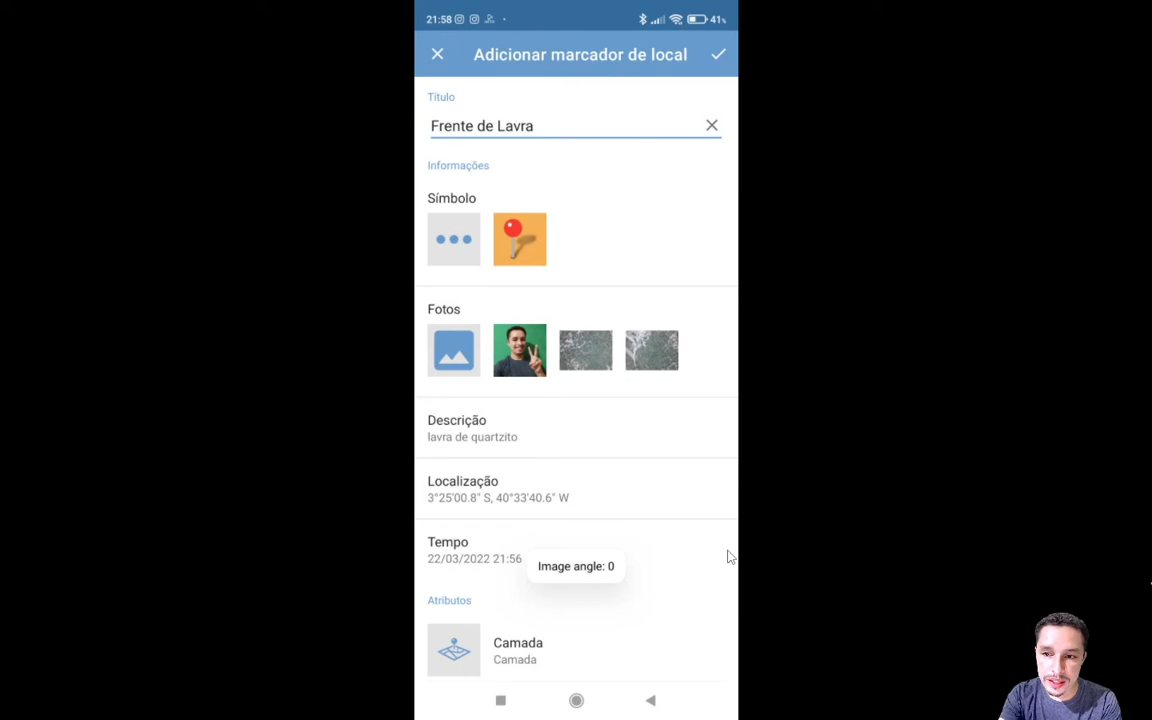 21:58
41%
Adicionar marcador de local
Título
Frente de Lavra
Informações
Símbolo
Fotos
Descrição
lavra de quartzito
Localização
3°25'00.8" S, 40°33'40.6" W
Tempo
22/03/2022 21:56
Image angle: 0
Atributos
Camada
Camada